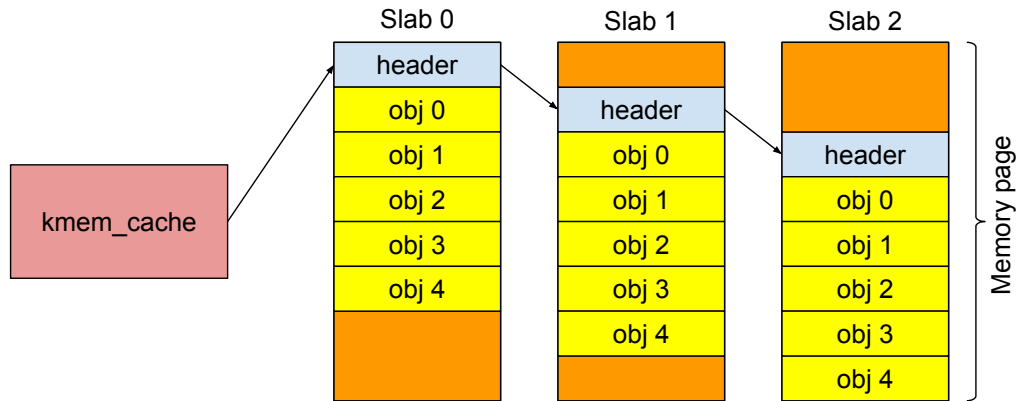 Slab 0
Slab 1
Slab 2
header
obj 0
obj 1
obj 2
obj 3
obj 4
header
obj 0
obj 1
obj 2
obj 3
obj 4
header
obj 0
obj 1
obj 2
obj 3
obj 4
kmem_cache
Memory page